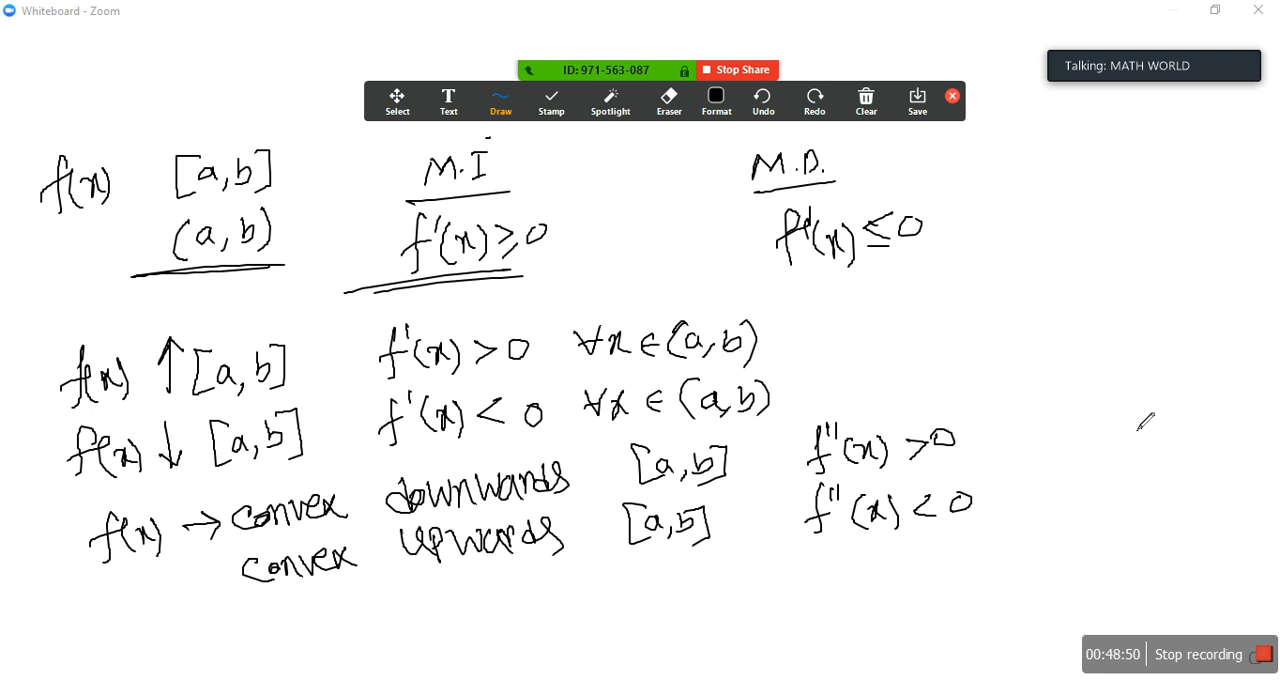 Whiteboard - Zoom
ID: 971-563-087 Stop Share
Talking: MATH WORLD
Select Text Draw Stamp Spotlight Eraser Format Undo Redo Clear Save
f(x) [a,b] M.I M.D.
(a,b) f'(x)≥0 f'(x)≤0
f(x) ↑ [a,b] f'(x)>0 ∀x∈(a,b)
f(x) ↓ [a,b] f'(x)<0 ∀x∈(a,b)
f(x) → convex downwards [a,b] f''(x)>0
convex upwards [a,b] f''(x)<0
00:48:50 Stop recording